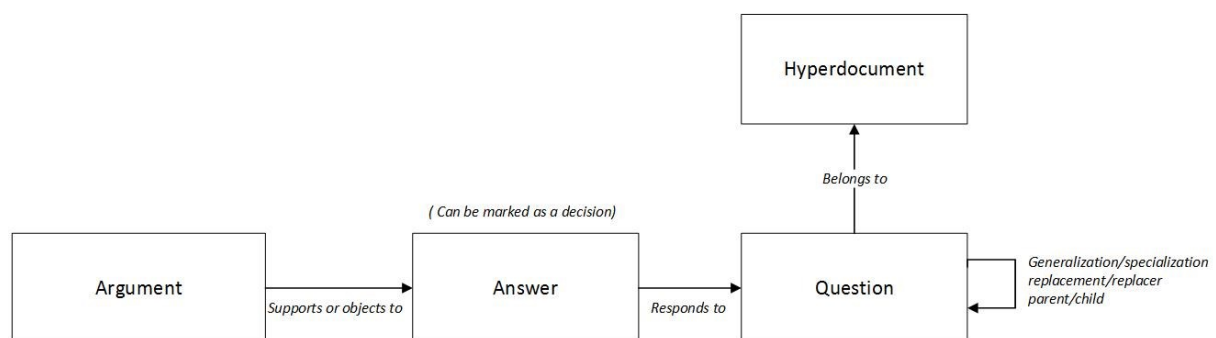 Hyperdocument
Belongs to
( Can be marked as a decision)
Argument
Supports or objects to
Answer
Responds to
Question
Generalization/specialization
replacement/replacer
parent/child